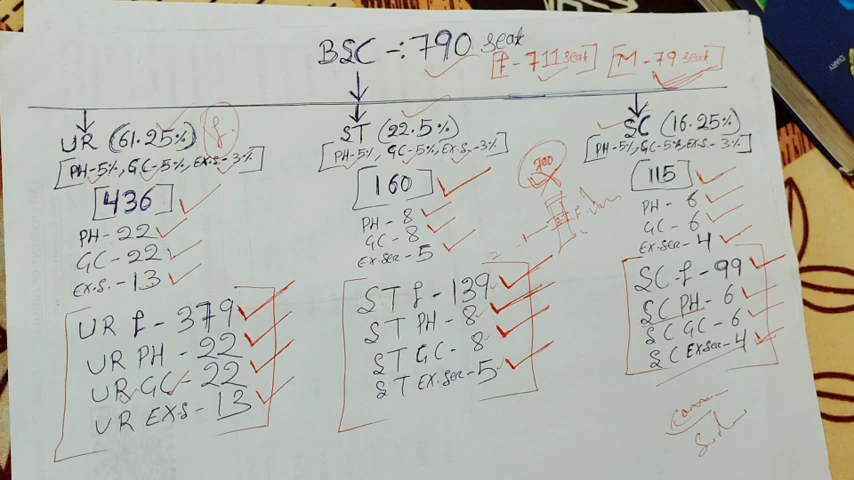 BSC -: 790 seat
[F - 711 seat] [M - 79 seat]
UR (61.25%) f.
[PH-5%, GC-5%, EX.S-3%]
[436]
PH-22
GC-22
EX.S.-13
UR f - 379
UR PH - 22
UR GC - 22
UR EX.S - 13
ST (22.5%)
[PH-5%, GC-5%, EX.S-3%]
[160]
PH-8
GC-8
EX.SER-5
ST f - 139
ST PH - 8
ST GC - 8
ST EX.SER - 5
700
SC (16.25%)
[PH-5%, GC-5%, EX.S.-3%]
[115]
PH - 6
GC - 6
EX.SER - 4
SC f - 99
SC PH - 6
SC GC - 6
SC EX.SER - 4
DIARY